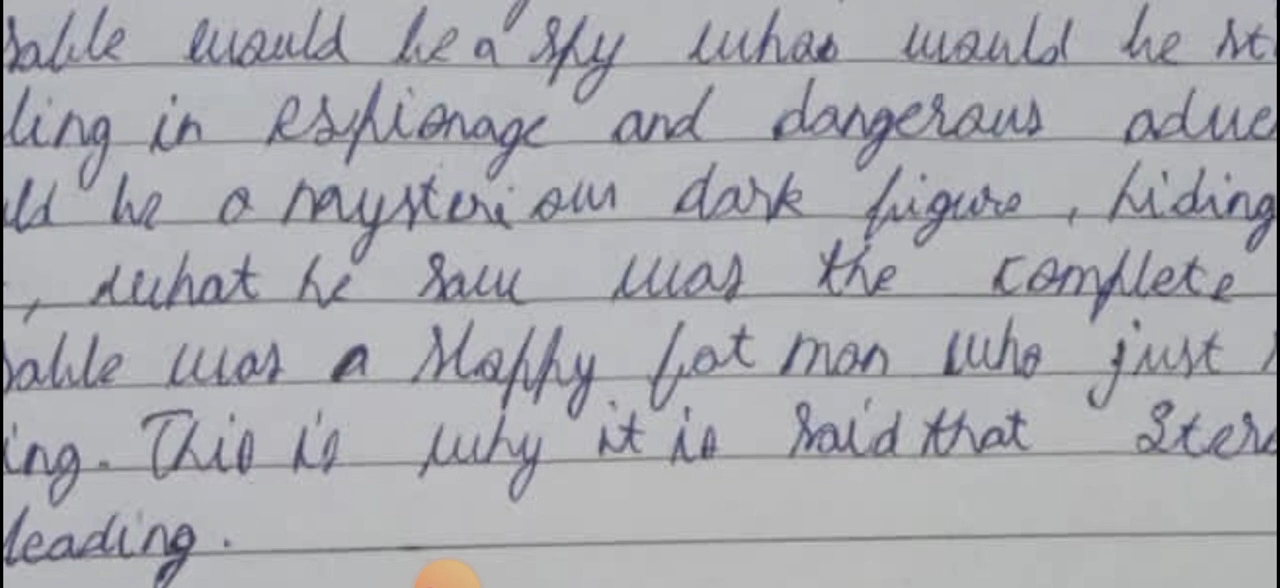 sable would be a spy who would be st
ling in espionage and dangerous adve
ld be a mysterious dark figure, hiding
, what he saw was the complete
sable was a sloppy fat man who just
ing. This is why it is said that Stere
leading.